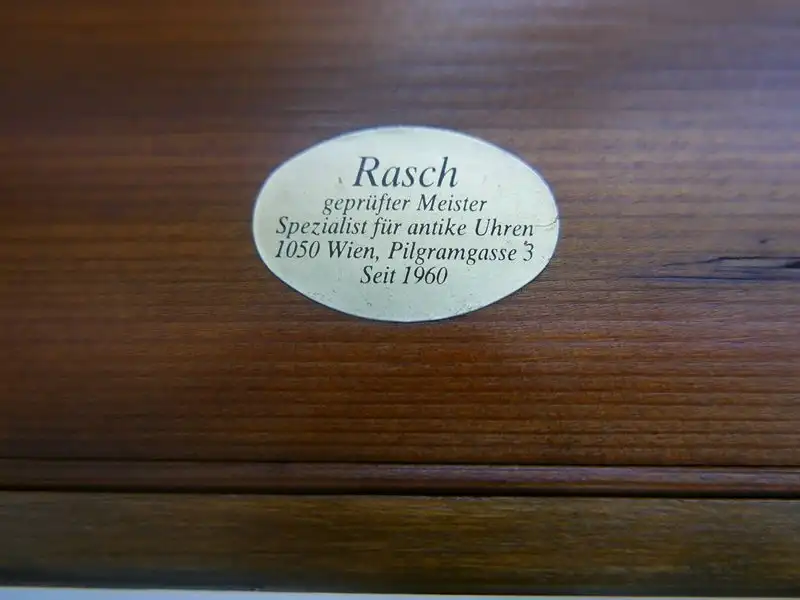 Rasch
geprüfter Meister
Spezialist für antike Uhren
1050 Wien, Pilgramgasse 3
Seit 1960